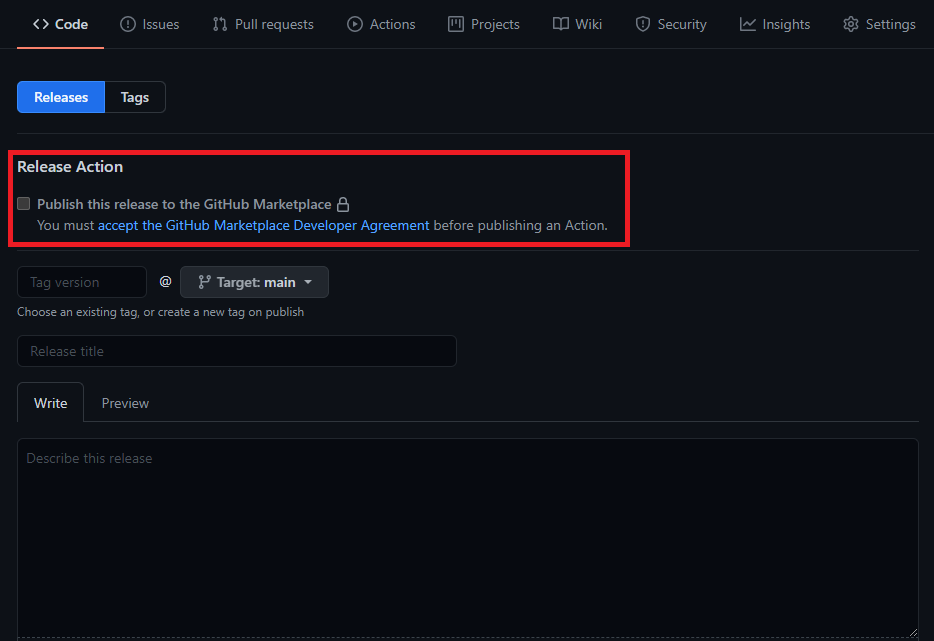 Code Issues Pull requests Actions Projects Wiki Security Insights Settings
Releases Tags
Release Action
Publish this release to the GitHub Marketplace
You must accept the GitHub Marketplace Developer Agreement before publishing an Action.
Tag version @ Target: main
Choose an existing tag, or create a new tag on publish
Release title
Write Preview
Describe this release